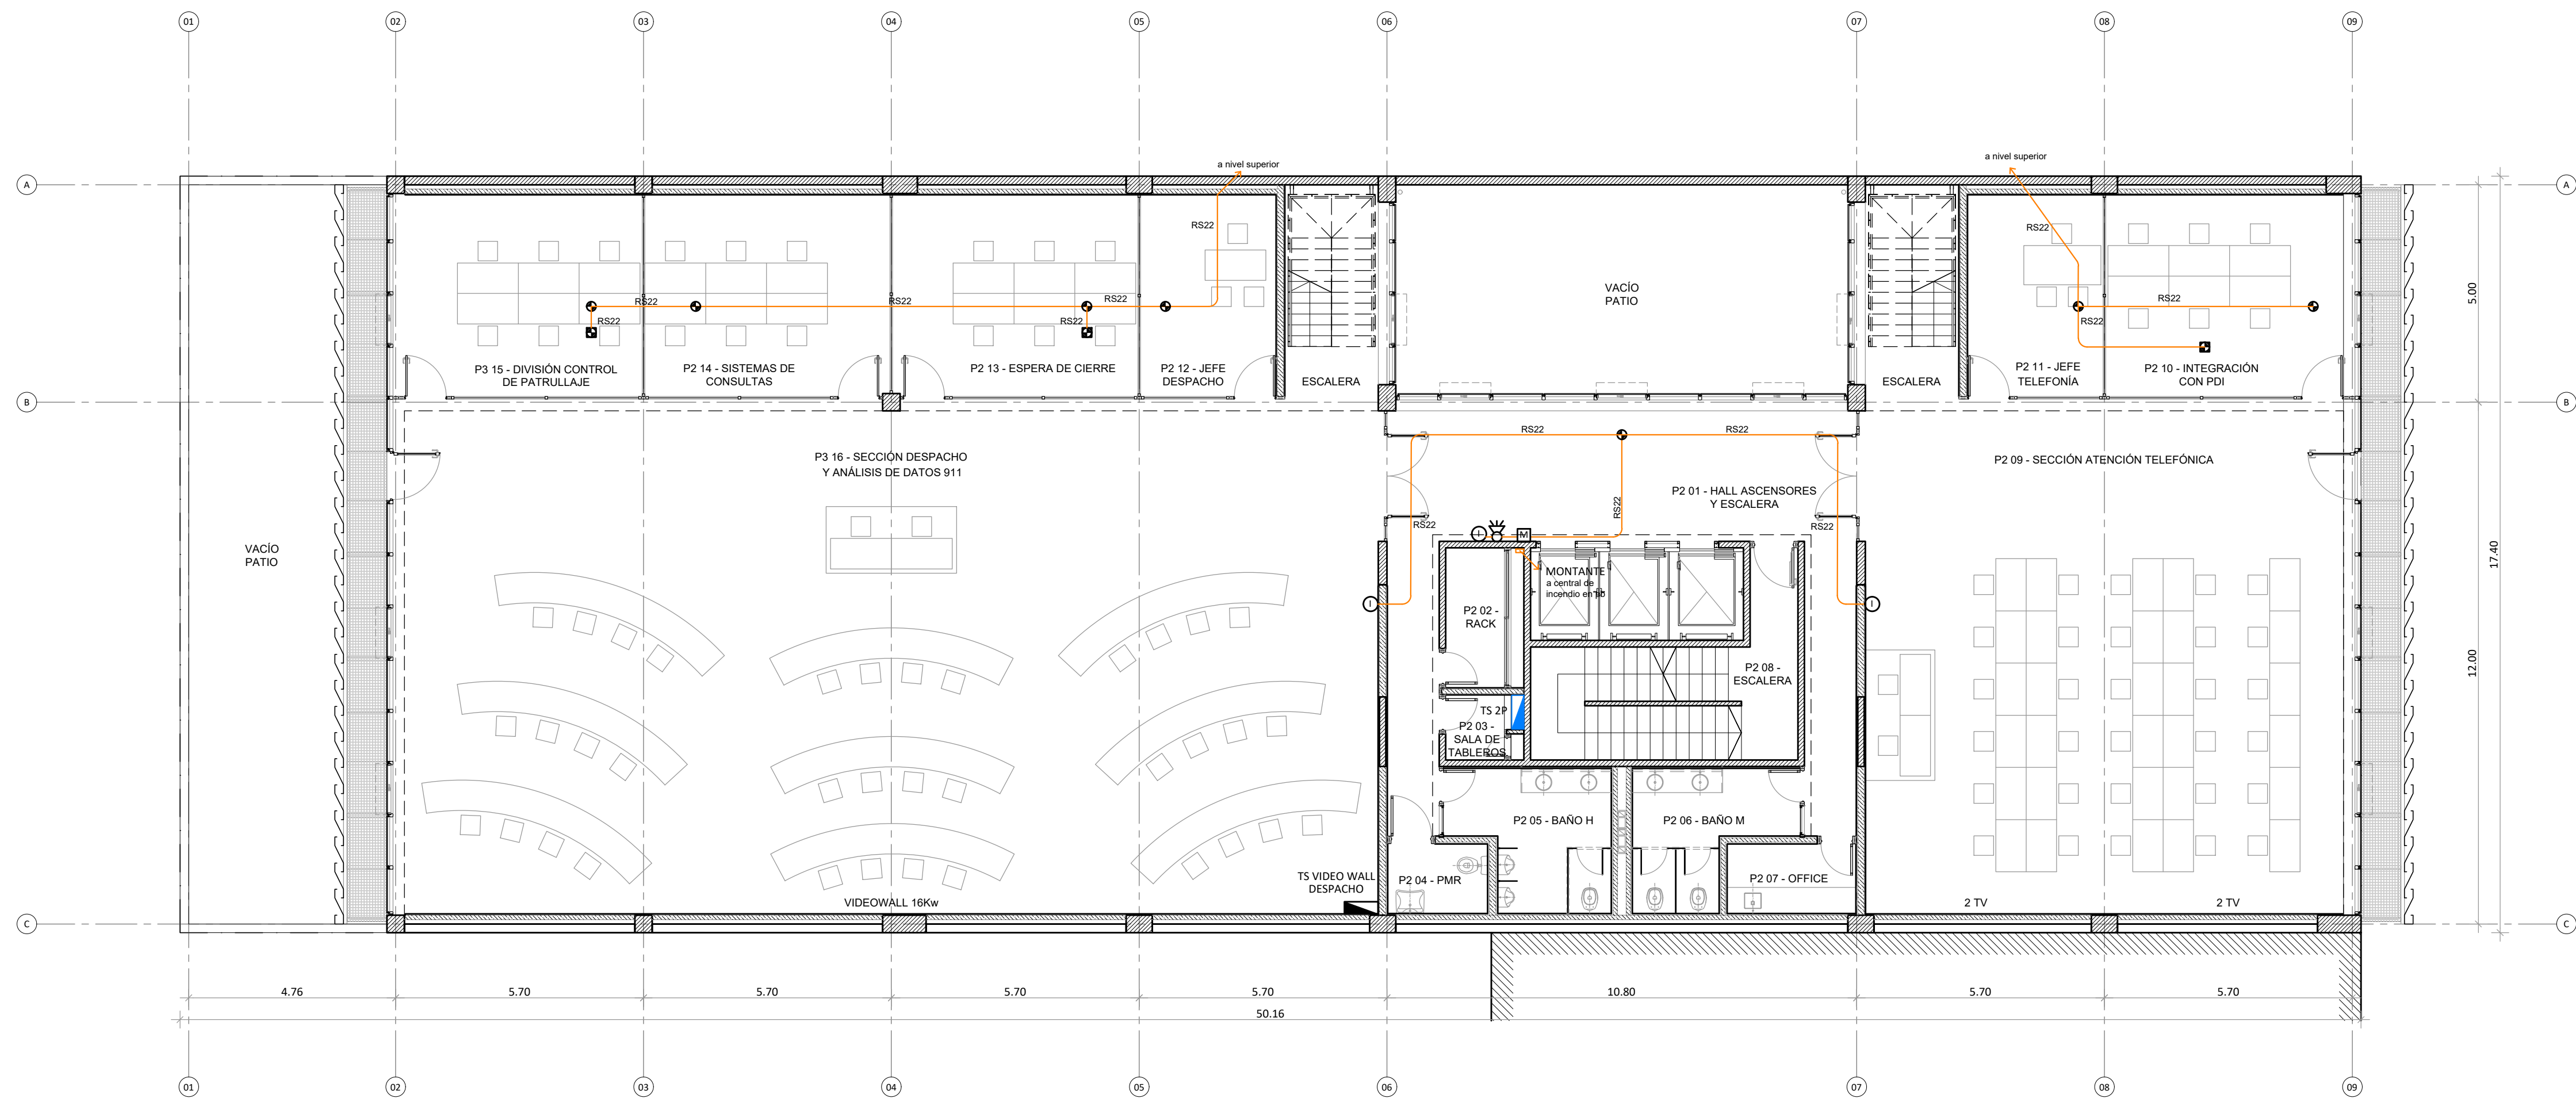 01
02
03
04
05
06
07
08
09
a nivel superior
a nivel superior
A
A
RS22
RS22
VACÍO
PATIO
5.00
RS22
RS22
RS22
RS22
RS22
RS22
RS22
P3 15 - DIVISIÓN CONTROL
DE PATRULLAJE
P2 14 - SISTEMAS DE
CONSULTAS
P2 13 - ESPERA DE CIERRE
P2 12 - JEFE
DESPACHO
ESCALERA
ESCALERA
P2 11 - JEFE
TELEFONÍA
P2 10 - INTEGRACIÓN
CON PDI
B
B
RS22
RS22
P3 16 - SECCIÓN DESPACHO
Y ANÁLISIS DE DATOS 911
P2 09 - SECCIÓN ATENCIÓN TELEFÓNICA
P2 01 - HALL ASCENSORES
Y ESCALERA
RS22
RS22
RS22
I
M
17.40
VACÍO
PATIO
MONTANTE
a central de
incendio en pb
I
I
P2 02 -
RACK
P2 08 -
ESCALERA
12.00
TS 2P
P2 03 -
SALA DE
TABLEROS
P2 05 - BAÑO H
P2 06 - BAÑO M
TS VIDEO WALL
DESPACHO
P2 04 - PMR
P2 07 - OFFICE
VIDEOWALL 16Kw
2 TV
2 TV
C
C
4.76
5.70
5.70
5.70
5.70
10.80
5.70
5.70
50.16
01
02
03
04
05
06
07
08
09